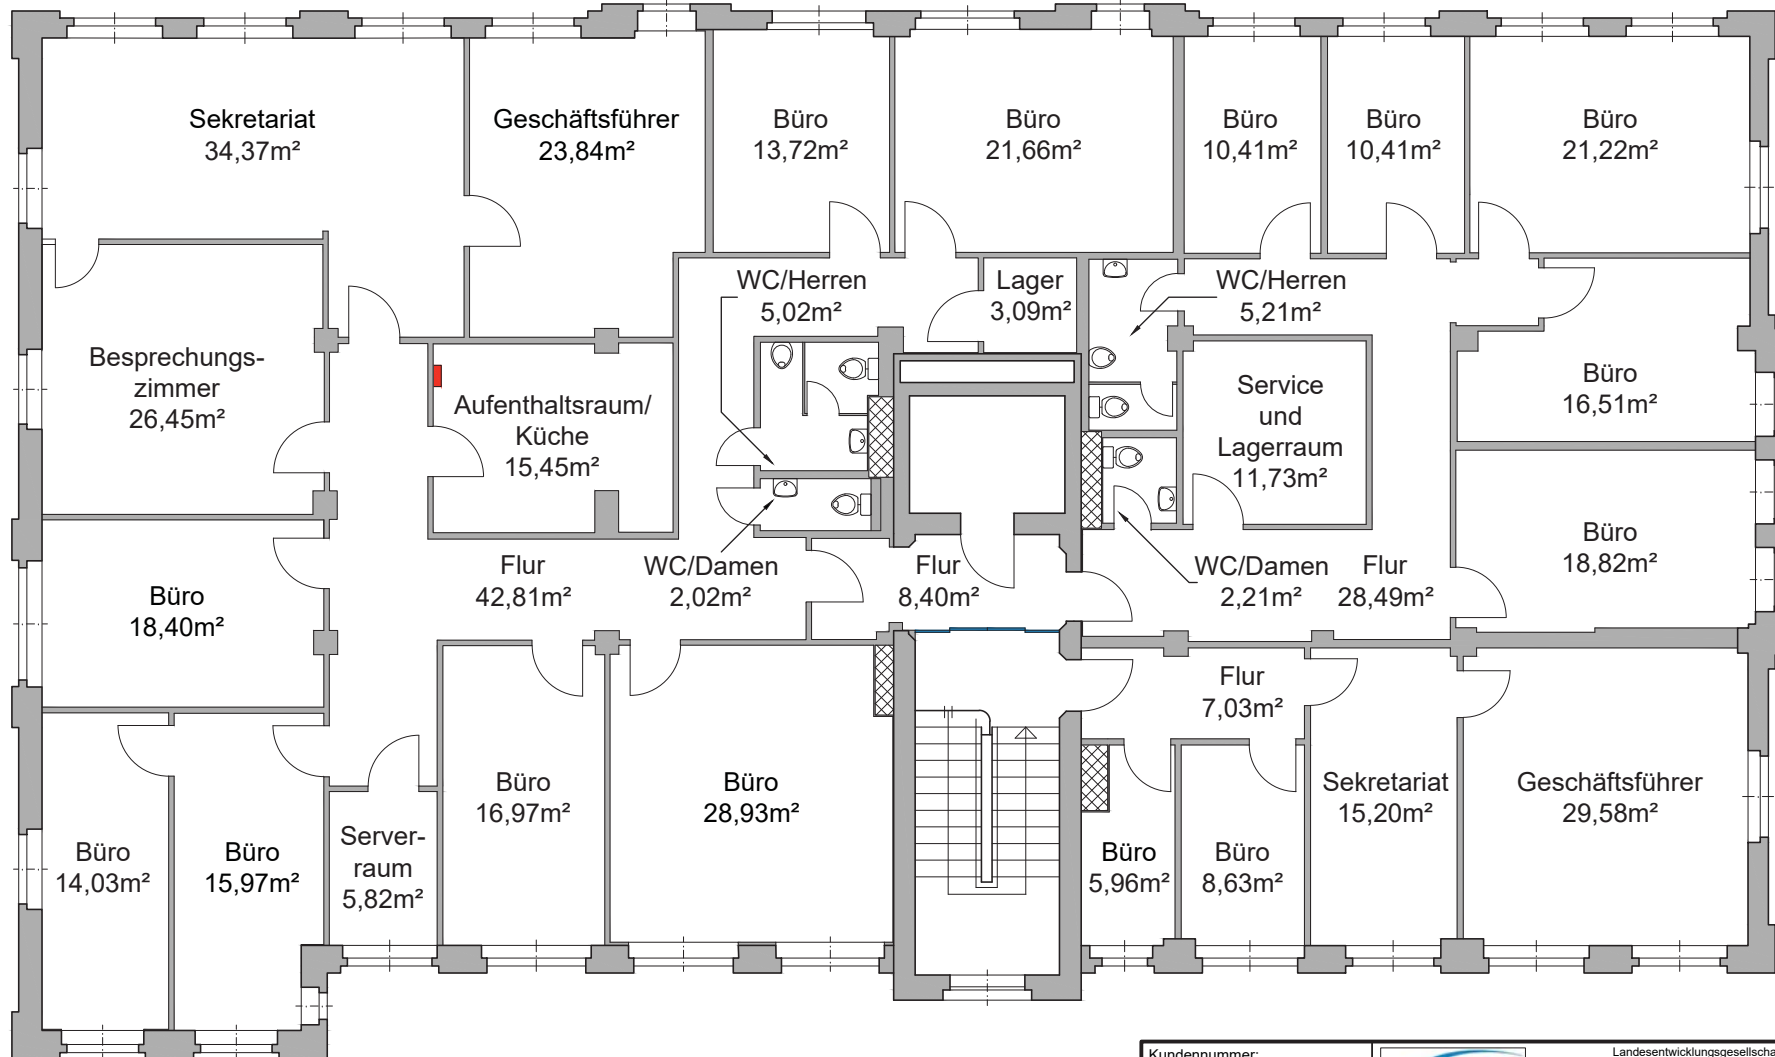 Sekretariat
34,37m²
Geschäftsführer
23,84m²
Büro
13,72m²
Büro
21,66m²
Büro
10,41m²
Büro
10,41m²
Büro
21,22m²
WC/Herren
5,02m²
Lager
3,09m²
WC/Herren
5,21m²
Besprechungs-
zimmer
26,45m²
Aufenthaltsraum/
Küche
15,45m²
Service
und
Lagerraum
11,73m²
Büro
16,51m²
Büro
18,40m²
Flur
42,81m²
WC/Damen
2,02m²
Flur
8,40m²
WC/Damen
2,21m²
Flur
28,49m²
Büro
18,82m²
Flur
7,03m²
Büro
14,03m²
Büro
15,97m²
Server-
raum
5,82m²
Büro
16,97m²
Büro
28,93m²
Büro
5,96m²
Büro
8,63m²
Sekretariat
15,20m²
Geschäftsführer
29,58m²
Kundennummer:
Landesentwicklungsgesellscha